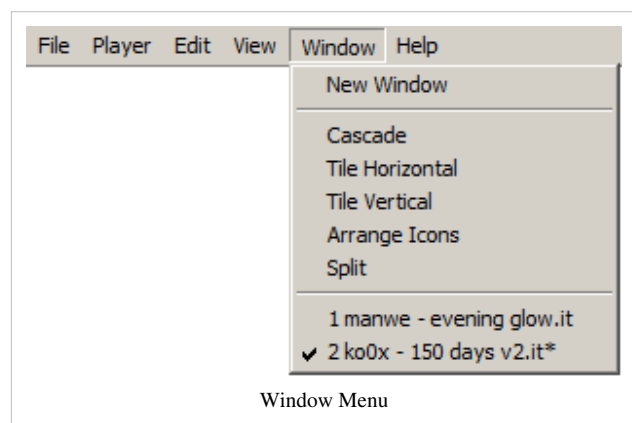 File Player Edit View Window Help
New Window
Cascade
Tile Horizontal
Tile Vertical
Arrange Icons
Split
1 manwe - evening glow.it
2 ko0x - 150 days v2.it*
Window Menu